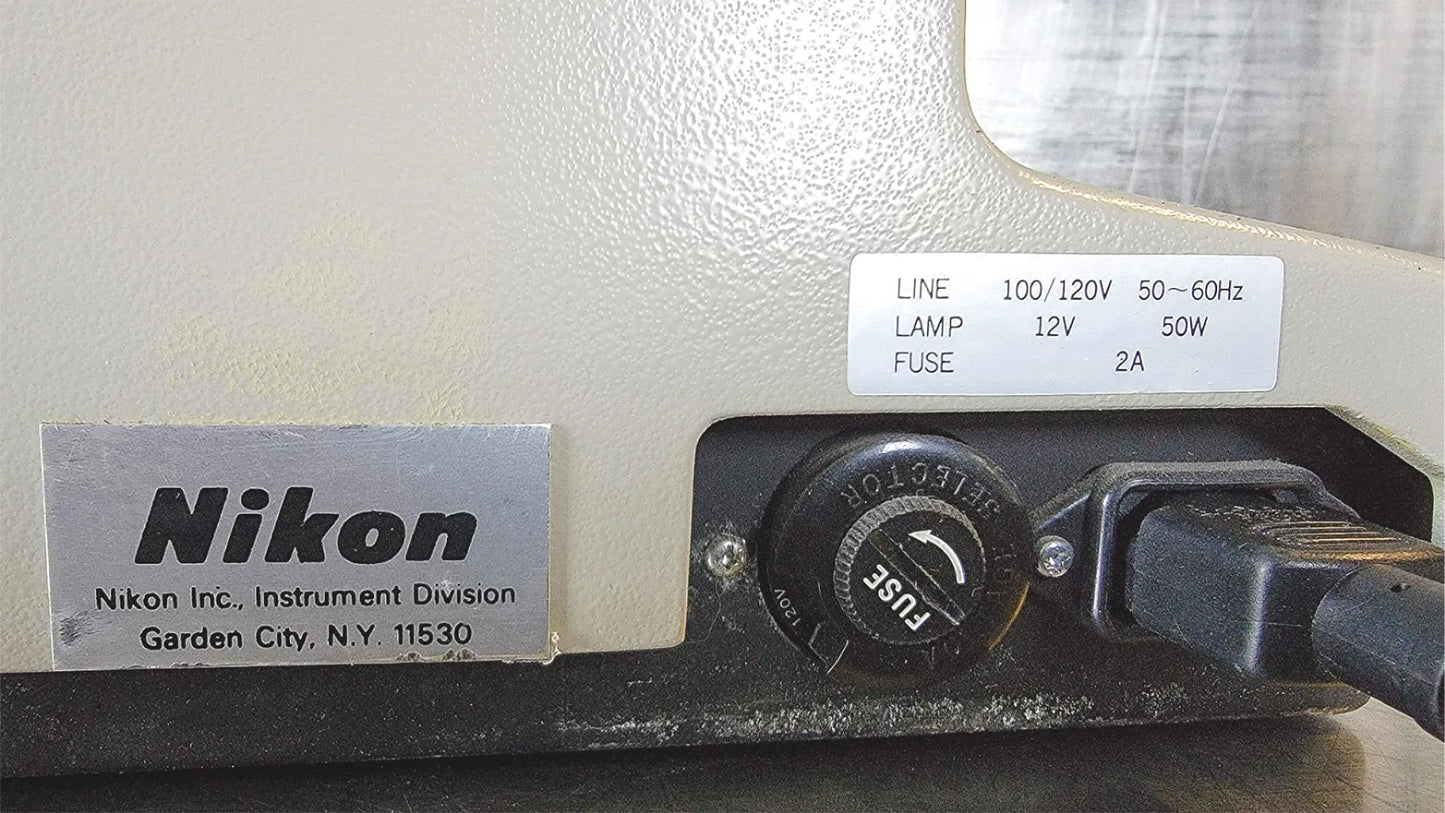 LINE 100/120V 50~60Hz
LAMP 12V 50W
FUSE 2A
Nikon
Nikon Inc., Instrument Division
Garden City, N.Y. 11530
SELECTOR
FUSE
120V